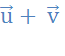 u⃗ + v⃗